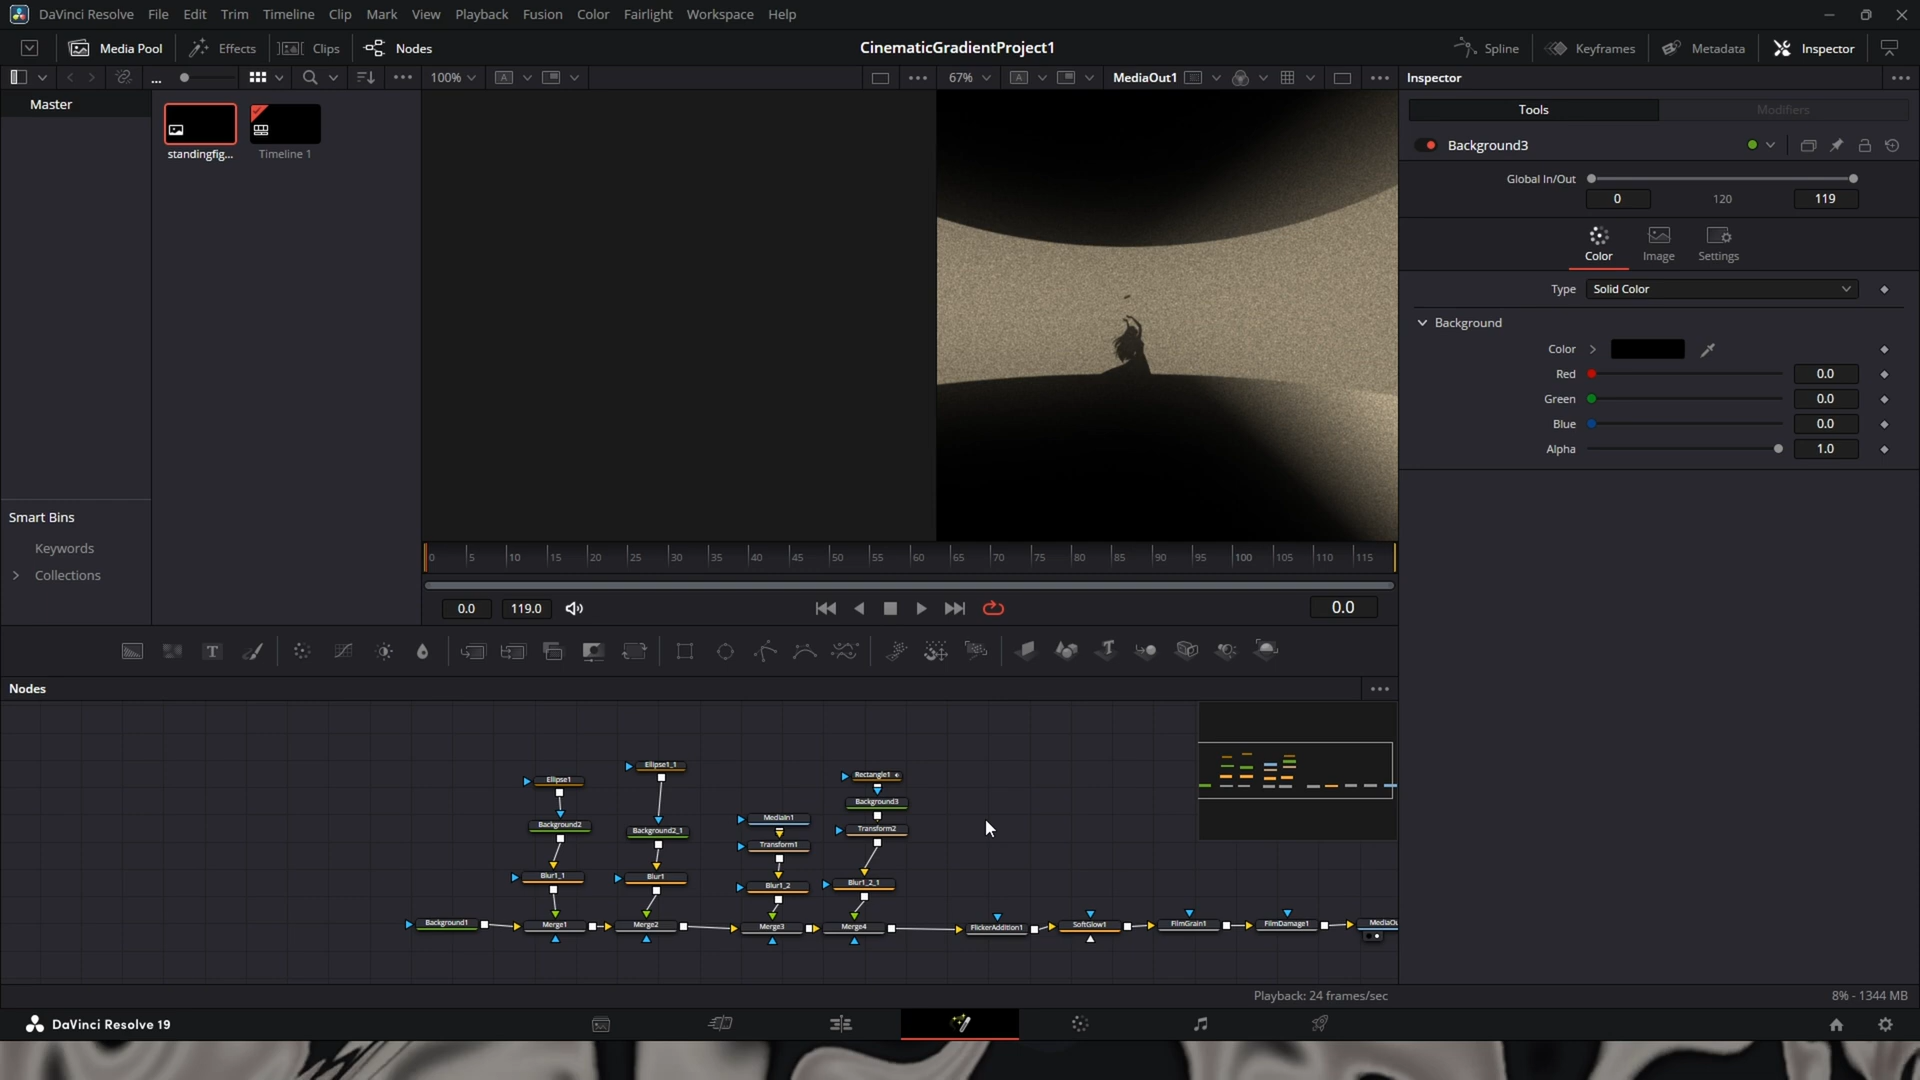 DaVinci Resolve File Edit Trim Timeline Clip Mark View Playback Fusion Color Fairlight Workspace Help
Media Pool Effects Clips Nodes CinematicGradientProject1 Spline Keyframes Metadata Inspector
... 100% 67% MediaOut1 Inspector
Master
standingfig...
Timeline 1
Tools Modifiers
Background3
Global In/Out
0 120 119
Color Image Settings
Type Solid Color
Background
Color
Red 0.0
Green 0.0
Blue 0.0
Alpha 1.0
Smart Bins
Keywords
Collections
0 5 10 15 20 25 30 35 40 45 50 55 60 65 70 75 80 85 90 95 100 105 110 115
0.0 119.0 0.0
Nodes
Ellipse1 Ellipse1_1 Rectangle1
Background2 Background2_1 MediaIn1 Background3
Transform1 Transform2
Blur1_1 Blur1 Blur1_2 Blur1_2_1
Background1 Merge1 Merge2 Merge3 Merge4 FlickerAddition1 SoftGlow1 FilmGrain1 FilmDamage1 MediaOu
Playback: 24 frames/sec 8% - 1344 MB
DaVinci Resolve 19